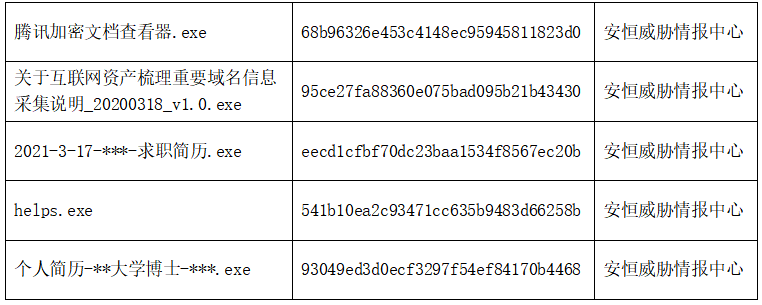 腾讯加密文档查看器.exe 68b96326e453c4148ec95945811823d0 安恒威胁情报中心
关于互联网资产梳理重要域名信息
采集说明_20200318_v1.0.exe 95ce27fa88360e075bad095b21b43430 安恒威胁情报中心
2021-3-17-***-求职简历.exe eecd1cfbf70dc23baa1534f8567ec20b 安恒威胁情报中心
helps.exe 541b10ea2c93471cc635b9483d66258b 安恒威胁情报中心
个人简历-**大学博士-***.exe 93049ed3d0ecf3297f54ef84170b4468 安恒威胁情报中心